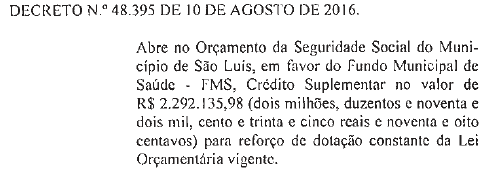 DECRETO N.º 48.395 DE 10 DE AGOSTO DE 2016.
Abre no Orçamento da Seguridade Social do Muni-
cípio de São Luís, em favor do Fundo Municipal de
Saúde - FMS, Crédito Suplementar no valor de
R$ 2.292.135,98 (dois milhões, duzentos e noventa e
dois mil, cento e trinta e cinco reais e noventa e oito
centavos) para reforço de dotação constante da Lei
Orçamentária vigente.